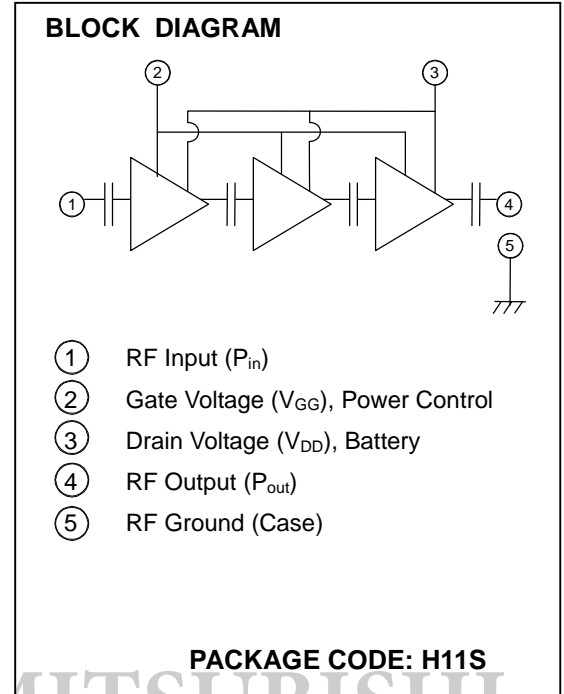 BLOCK DIAGRAM
2 3
1 4
5
1 RF Input (Pin)
2 Gate Voltage (VGG), Power Control
3 Drain Voltage (VDD), Battery
4 RF Output (Pout)
5 RF Ground (Case)
PACKAGE CODE: H11S
MITSUBISHI